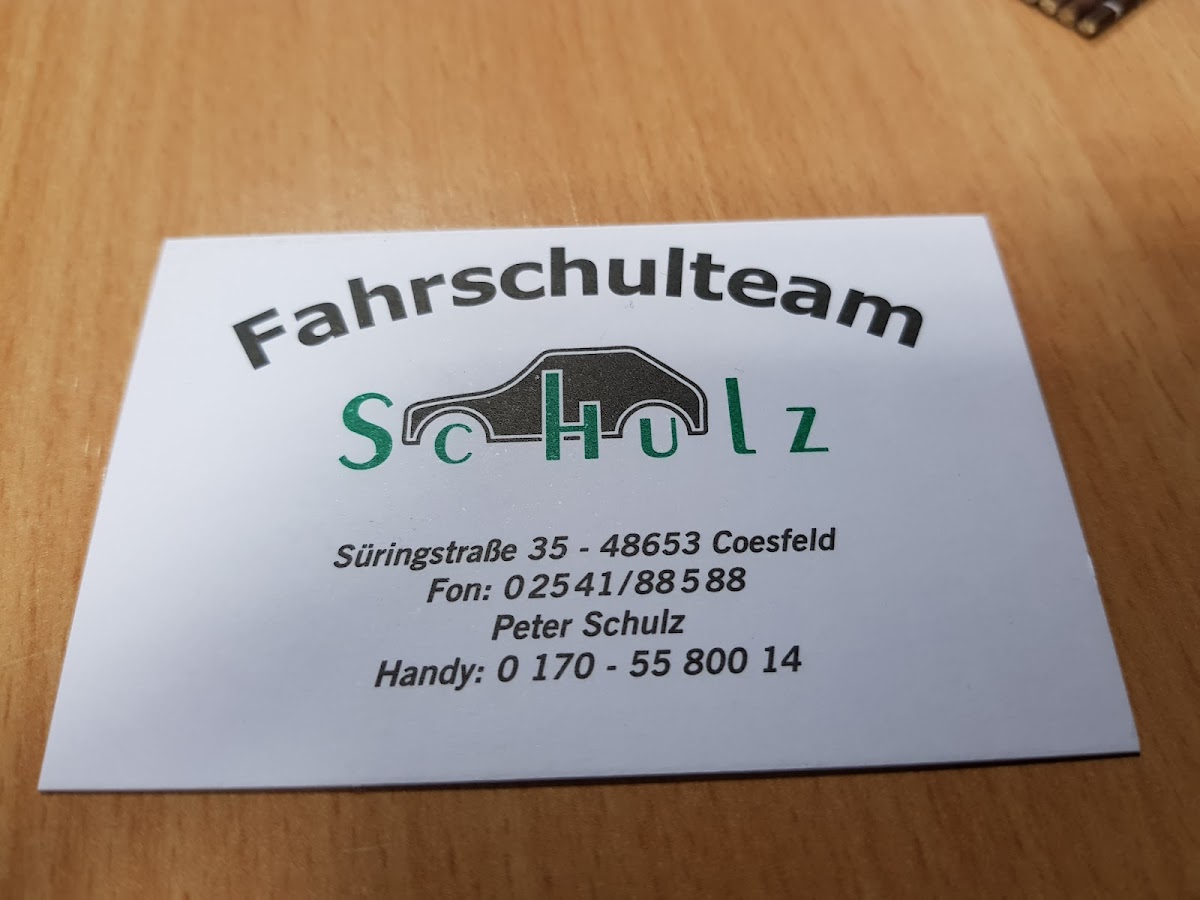 Fahrschulteam
Schulz
Süringstraße 35 - 48653 Coesfeld
Fon: 02541/88588
Peter Schulz
Handy: 0 170 - 55 800 14